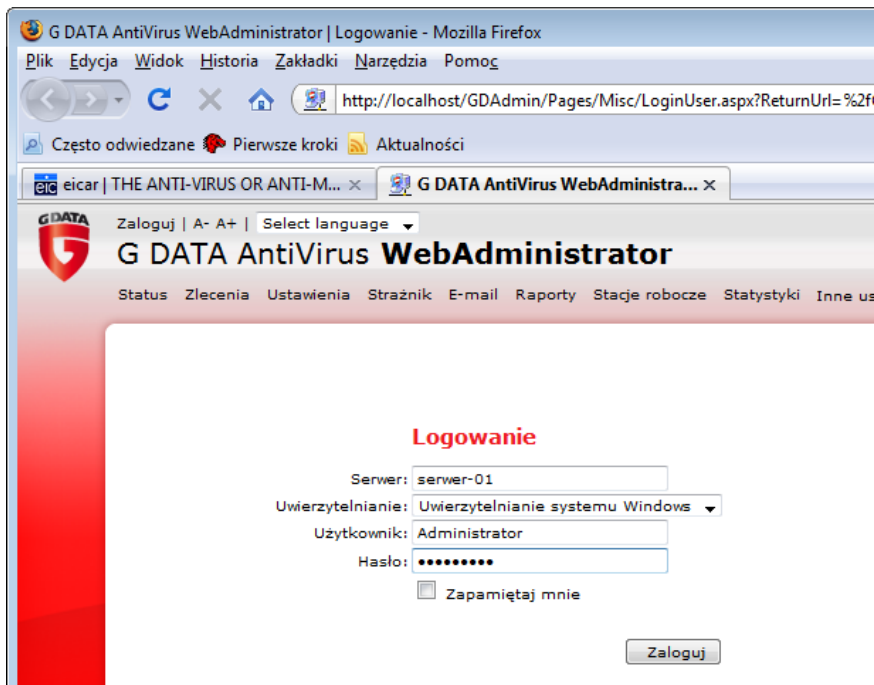 G DATA AntiVirus WebAdministrator | Logowanie - Mozilla Firefox
Plik Edycja Widok Historia Zakładki Narzędzia Pomoc
http://localhost/GDAdmin/Pages/Misc/LoginUser.aspx?ReturnUrl=%2f
Często odwiedzane Pierwsze kroki Aktualności
eic eicar | THE ANTI-VIRUS OR ANTI-M... G DATA AntiVirus WebAdministra...
G DATA Zaloguj | A- A+ | Select language
G DATA AntiVirus WebAdministrator
Status Zlecenia Ustawienia Strażnik E-mail Raporty Stacje robocze Statystyki Inne us
Logowanie
Serwer: serwer-01
Uwierzytelnianie: Uwierzytelnianie systemu Windows
Użytkownik: Administrator
Hasło: •••••••••
Zapamiętaj mnie
Zaloguj